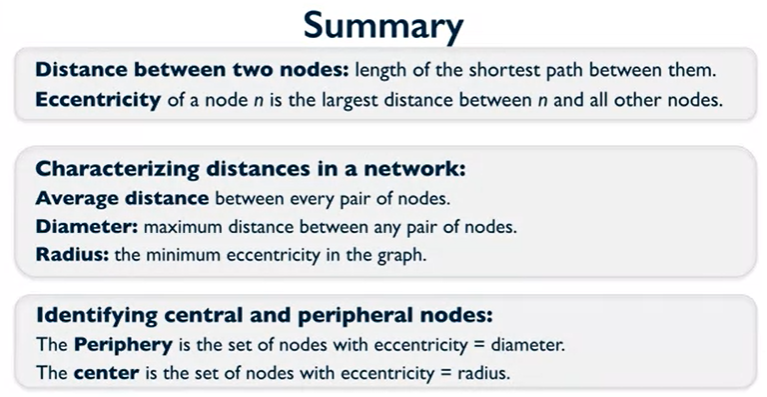 Summary
Distance between two nodes: length of the shortest path between them.
Eccentricity of a node n is the largest distance between n and all other nodes.
Characterizing distances in a network:
Average distance between every pair of nodes.
Diameter: maximum distance between any pair of nodes.
Radius: the minimum eccentricity in the graph.
Identifying central and peripheral nodes:
The Periphery is the set of nodes with eccentricity = diameter.
The center is the set of nodes with eccentricity = radius.